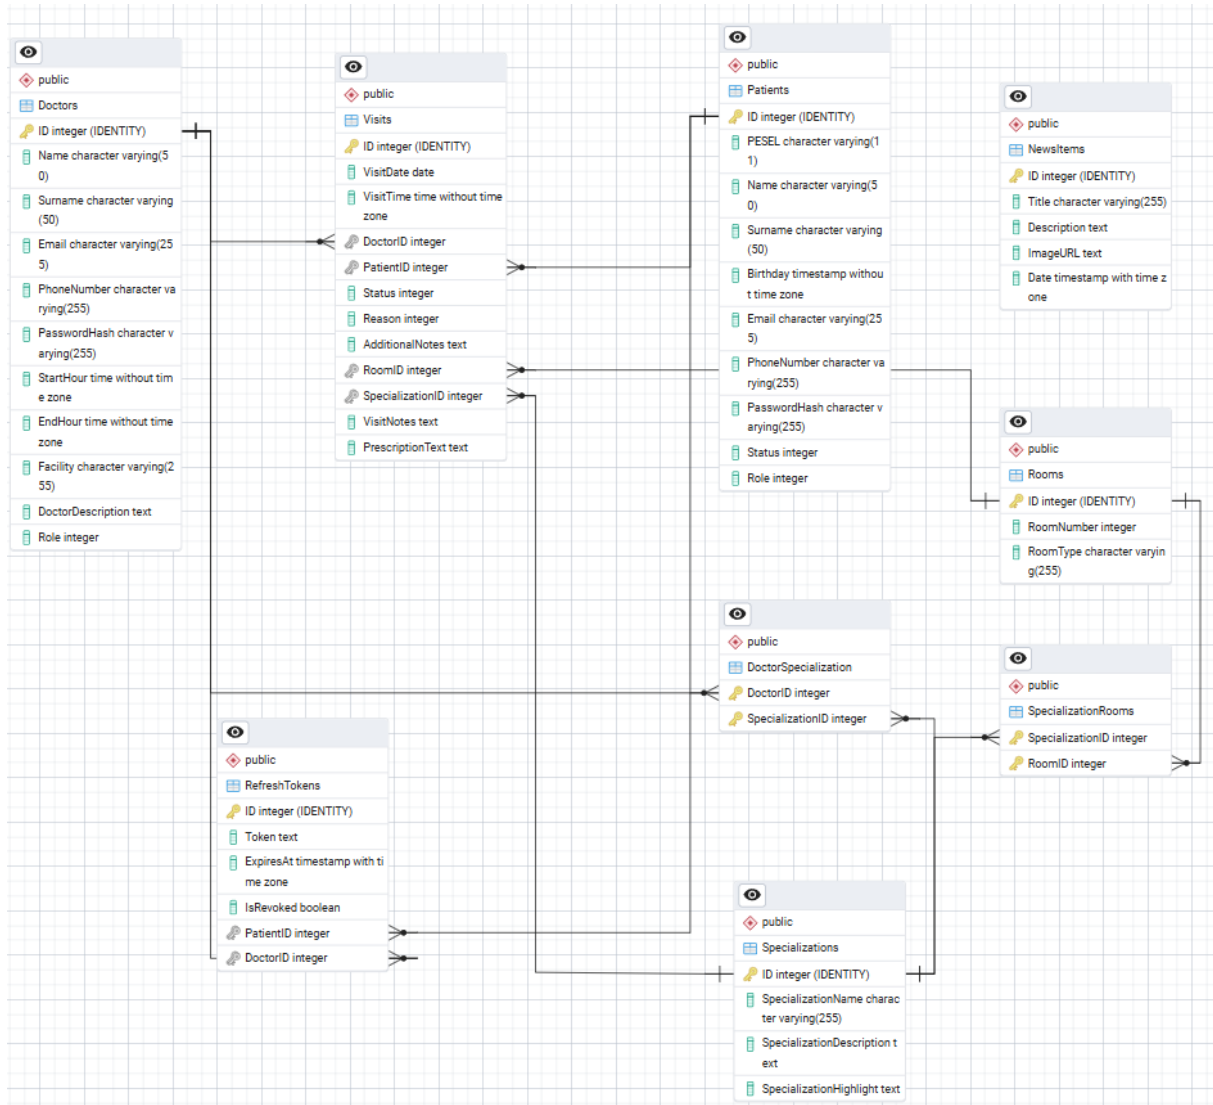 public
Doctors
ID integer (IDENTITY)
Name character varying(5
0)
Surname character varying
(50)
Email character varying(25
5)
PhoneNumber character va
rying(255)
PasswordHash character v
arying(255)
StartHour time without tim
e zone
EndHour time without time
zone
Facility character varying(2
55)
DoctorDescription text
Role integer
public
Visits
ID integer (IDENTITY)
VisitDate date
VisitTime time without time
zone
DoctorID integer
PatientID integer
Status integer
Reason integer
AdditionalNotes text
RoomID integer
SpecializationID integer
VisitNotes text
PrescriptionText text
public
Patients
ID integer (IDENTITY)
PESEL character varying(1
1)
Name character varying(5
0)
Surname character varying
(50)
Birthday timestamp withou
t time zone
Email character varying(25
5)
PhoneNumber character va
rying(255)
PasswordHash character v
arying(255)
Status integer
Role integer
public
NewsItems
ID integer (IDENTITY)
Title character varying(255)
Description text
ImageURL text
Date timestamp with time z
one
public
Rooms
ID integer (IDENTITY)
RoomNumber integer
RoomType character varyin
g(255)
public
DoctorSpecialization
DoctorID integer
SpecializationID integer
public
SpecializationRooms
SpecializationID integer
RoomID integer
public
RefreshTokens
ID integer (IDENTITY)
Token text
ExpiresAt timestamp with ti
me zone
IsRevoked boolean
PatientID integer
DoctorID integer
public
Specializations
ID integer (IDENTITY)
SpecializationName charac
ter varying(255)
SpecializationDescription t
ext
SpecializationHighlight text